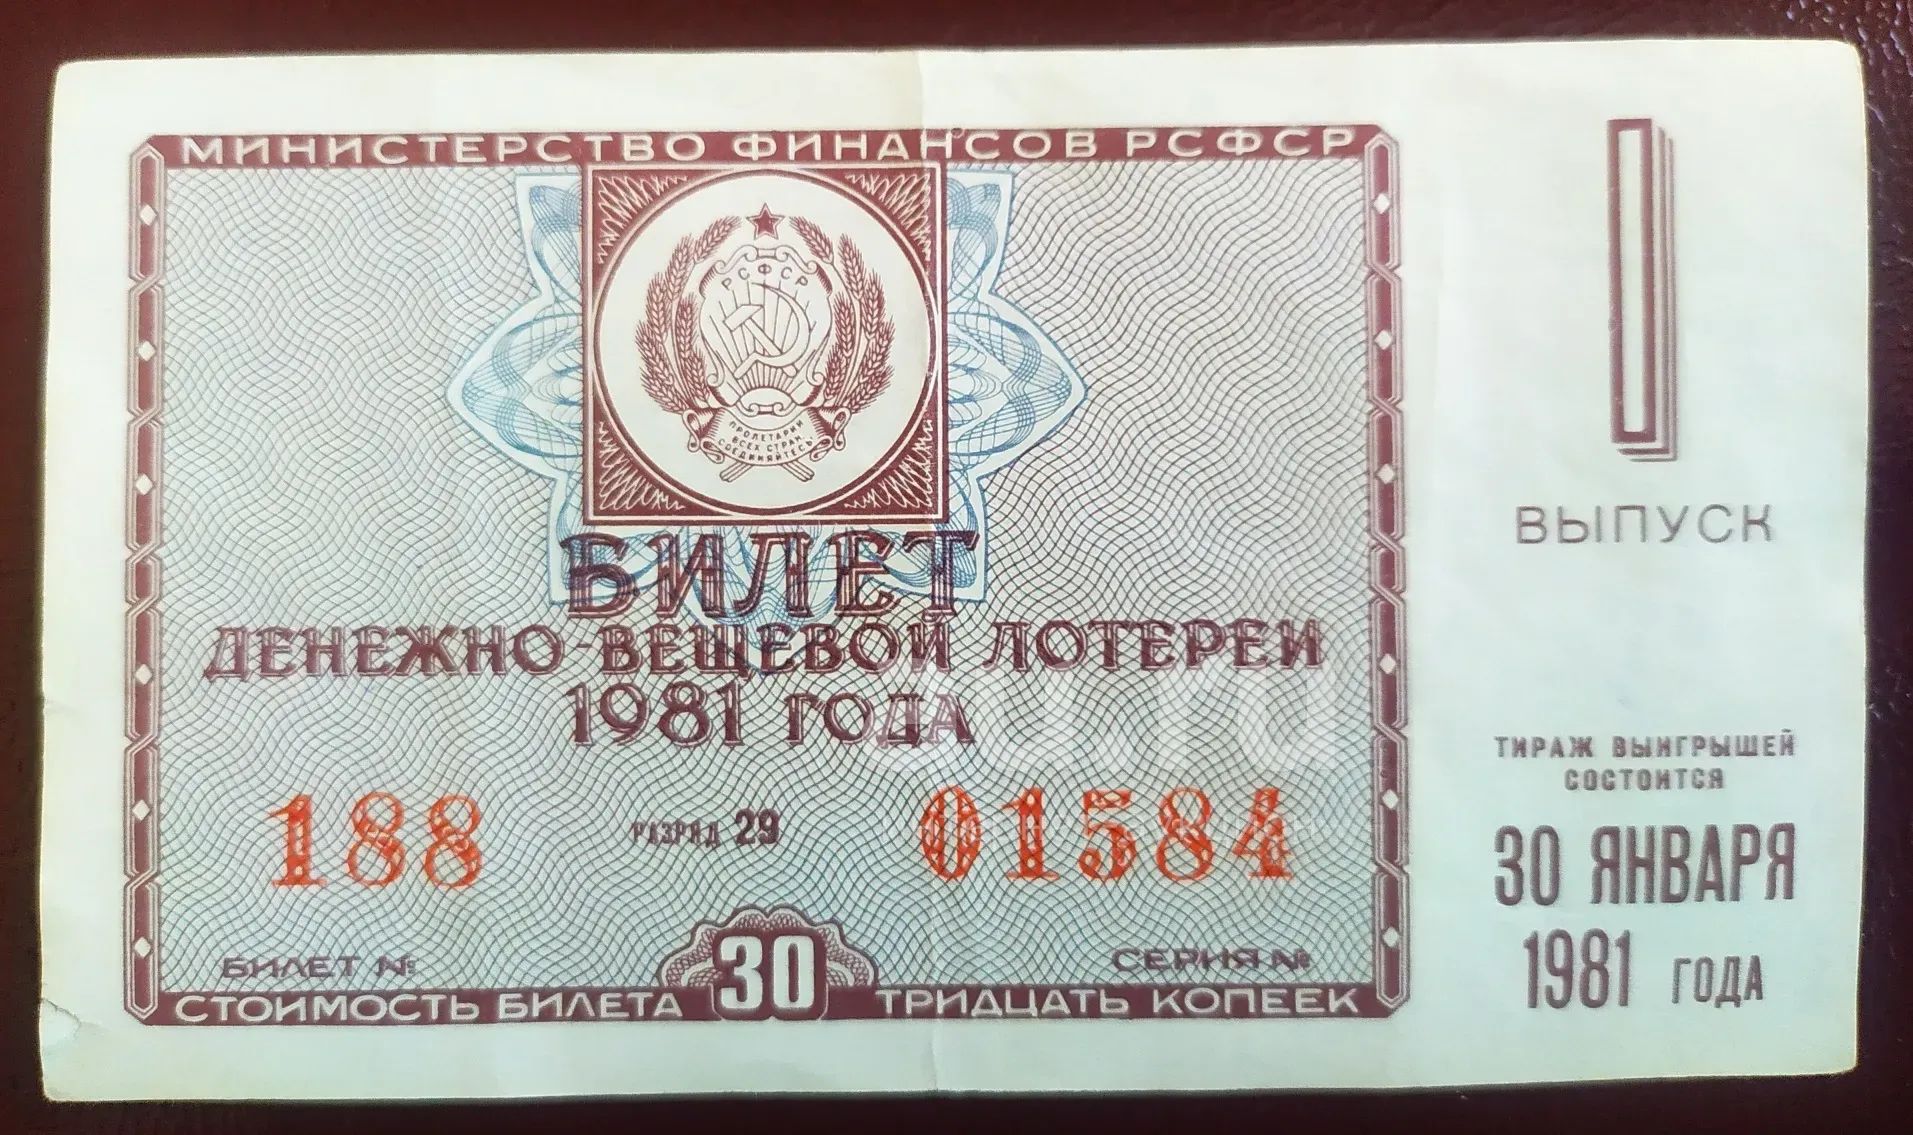 МИНИСТЕРСТВО ФИНАНСОВ РСФСР
РСФСР
ПРОЛЕТАРИИ
ВСЕХ СТРАН
СОЕДИНЯЙТЕСЬ!
БИЛЕТ
ДЕНЕЖНО-ВЕЩЕВОЙ ЛОТЕРЕИ
1981 ГОДА
188 РАЗРЯД 29 01584
БИЛЕТ № СЕРИЯ №
СТОИМОСТЬ БИЛЕТА 30 ТРИДЦАТЬ КОПЕЕК
I
ВЫПУСК
ТИРАЖ ВЫИГРЫШЕЙ
СОСТОИТСЯ
30 ЯНВАРЯ
1981 ГОДА